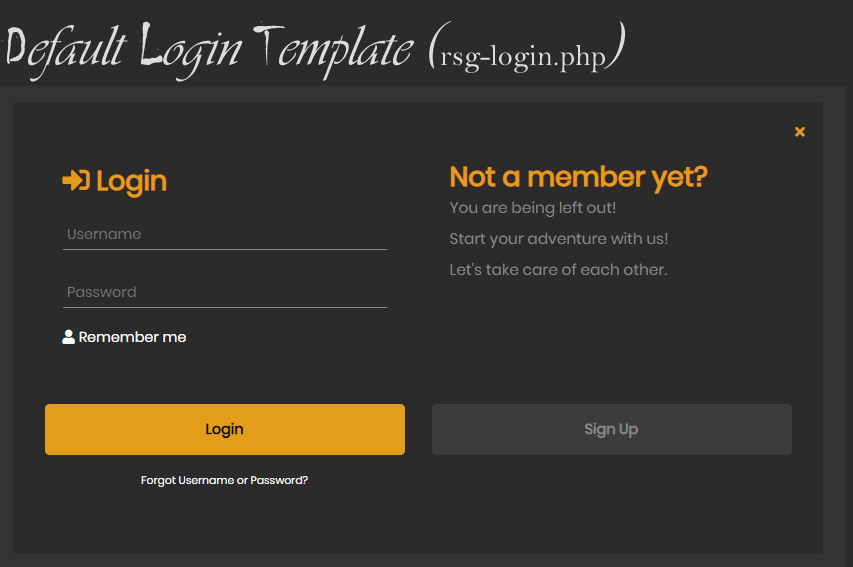 Default Login Template (rsg-login.php)
Login
Username
Password
Remember me
Login
Forgot Username or Password?
Not a member yet?
You are being left out!
Start your adventure with us!
Let's take care of each other.
Sign Up